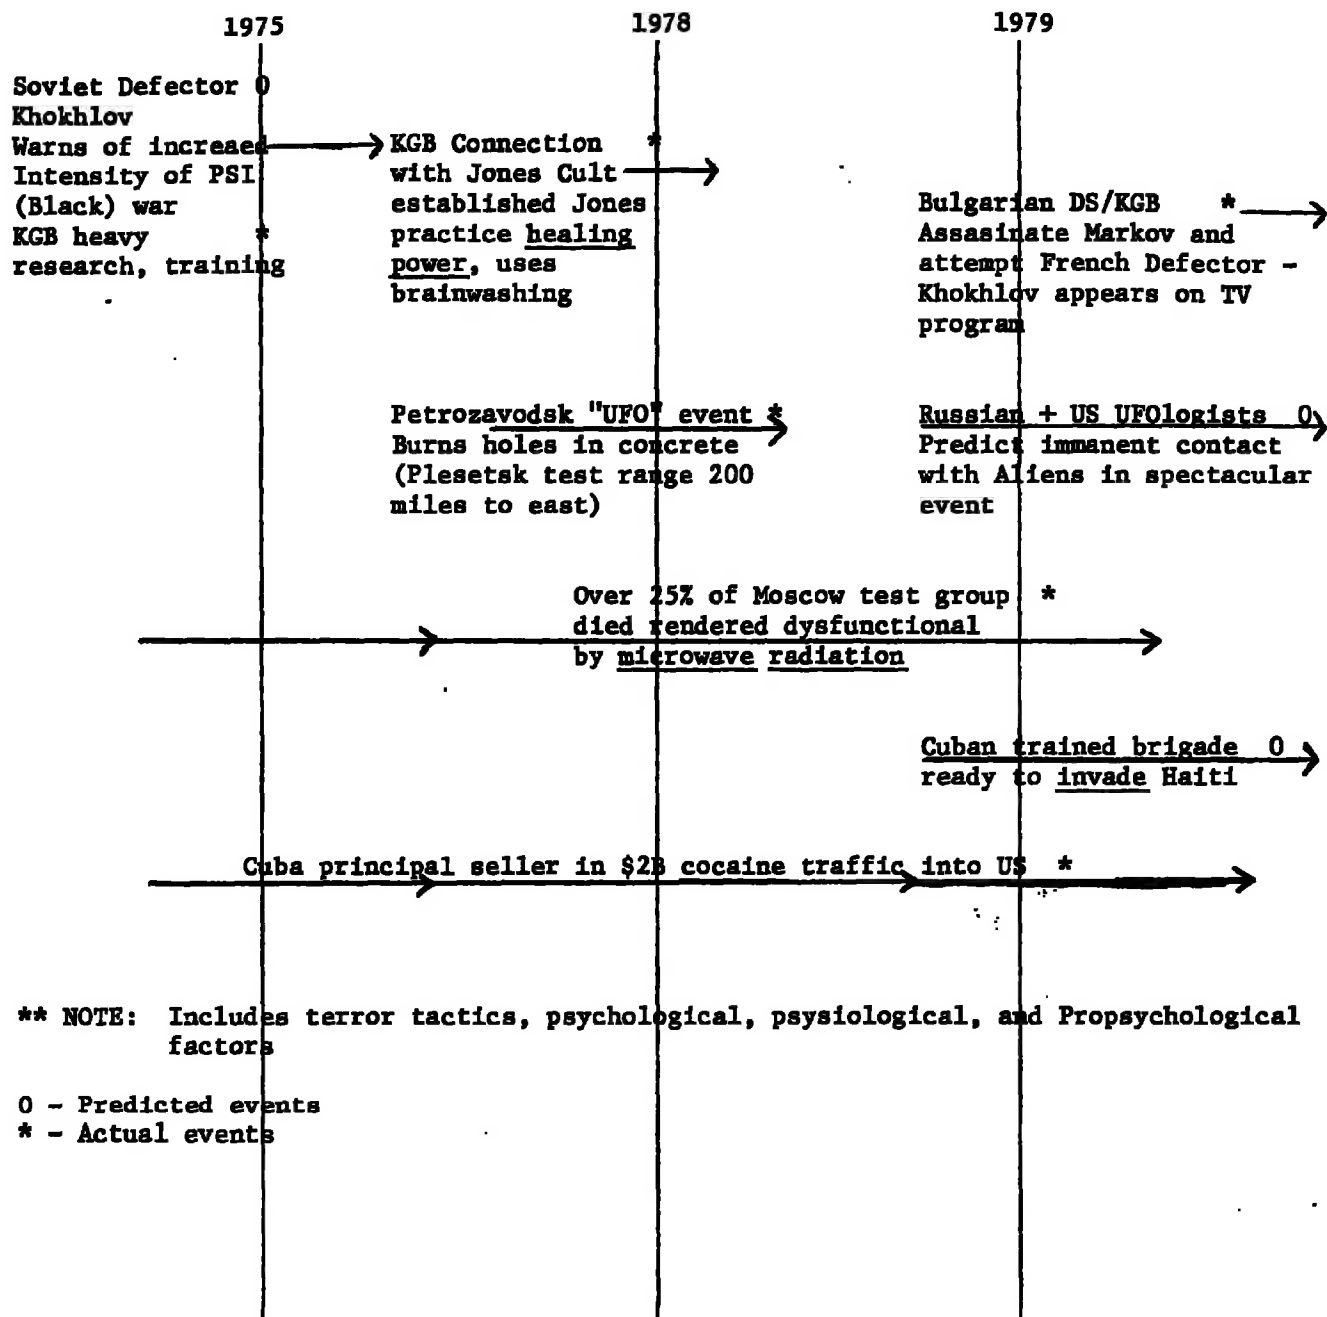 1975
1978
1979
Soviet Defector 0
Khokhlov
Warns of increaed
Intensity of PSI
(Black) war
KGB heavy *
research, training
KGB Connection *
with Jones Cult
established Jones
practice healing
power, uses
brainwashing
Bulgarian DS/KGB *
Assasinate Markov and
attempt French Defector -
Khokhlov appears on TV
program
Petrozavodsk "UFO" event *
Burns holes in concrete
(Plesetsk test range 200
miles to east)
Russian + US UFOlogists 0
Predict immanent contact
with Aliens in spectacular
event
Over 25% of Moscow test group *
died rendered dysfunctional
by microwave radiation
Cuban trained brigade 0
ready to invade Haiti
Cuba principal seller in $2B cocaine traffic into US *
** NOTE: Includes terror tactics, psychological, psysiological, and Propsychological
factors
0 - Predicted events
* - Actual events